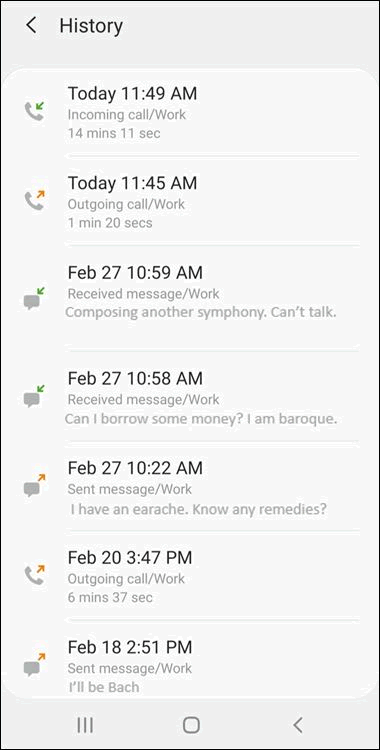 History
Today 11:49 AM
Incoming call/Work
14 mins 11 sec
Today 11:45 AM
Outgoing call/Work
1 min 20 secs
Feb 27 10:59 AM
Received message/Work
Composing another symphony. Can't talk.
Feb 27 10:58 AM
Received message/Work
Can I borrow some money? I am baroque.
Feb 27 10:22 AM
Sent message/Work
I have an earache. Know any remedies?
Feb 20 3:47 PM
Outgoing call/Work
6 mins 37 sec
Feb 18 2:51 PM
Sent message/Work
I'll be Bach